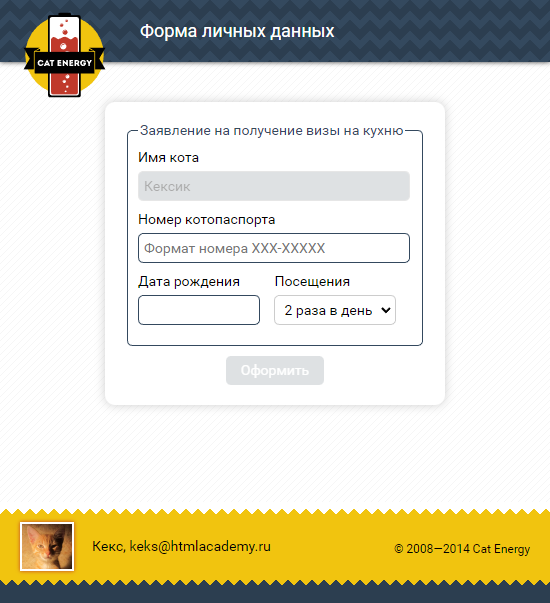 CAT ENERGY
Форма личных данных
Заявление на получение визы на кухню
Имя кота
Кексик
Номер котопаспорта
Формат номера XXX-XXXXX
Дата рождения
Посещения
2 раза в день
Оформить
Кекс, keks@htmlacademy.ru
© 2008—2014 Cat Energy